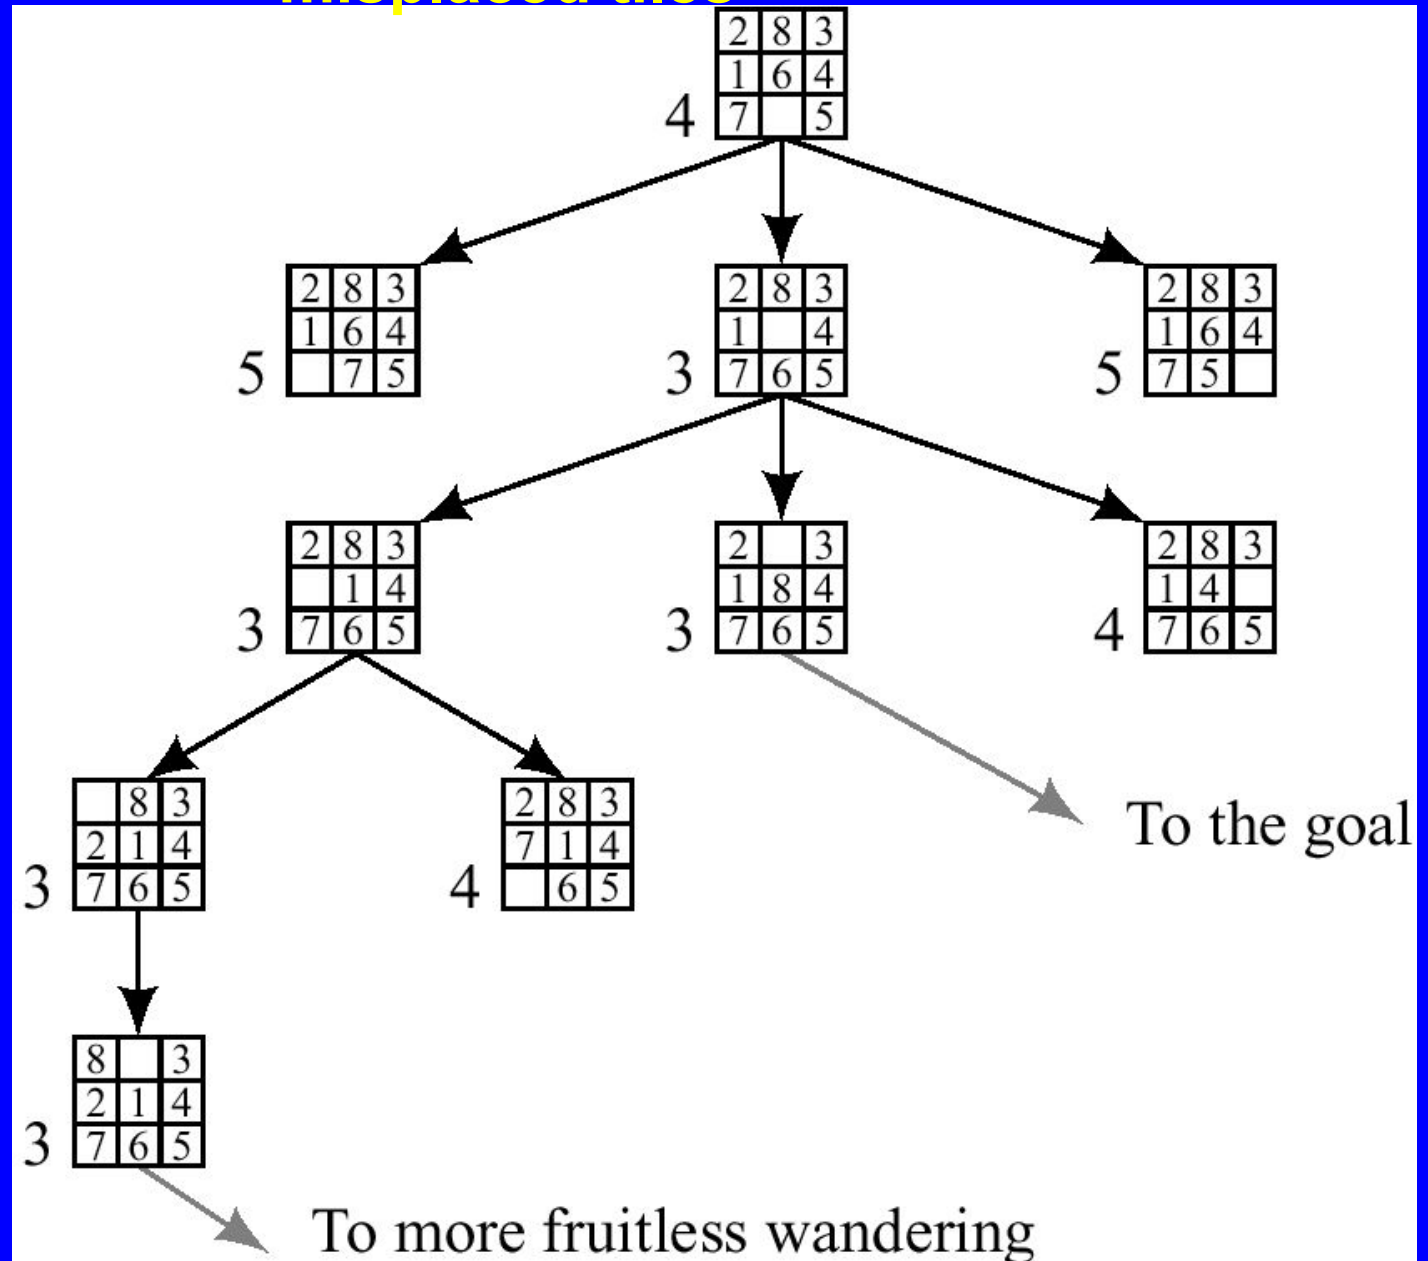 misplaced tiles
2 8 3
1 6 4
4 7 5
2 8 3 2 8 3 2 8 3
1 6 4 1 4 1 6 4
5 7 5 3 7 6 5 5 7 5
2 8 3 2 3 2 8 3
1 4 1 8 4 1 4
3 7 6 5 3 7 6 5 4 7 6 5
8 3 2 8 3
2 1 4 7 1 4
To the goal
3 7 6 5 4 6 5
8 3
2 1 4
3 7 6 5
To more fruitless wandering